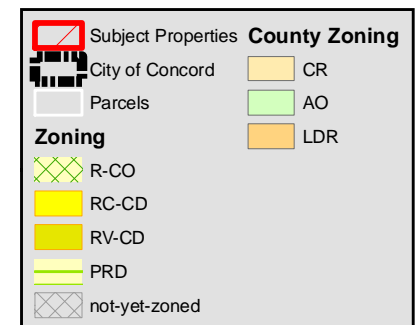 Subject Properties
City of Concord
Parcels
Zoning
R-CO
RC-CD
RV-CD
PRD
not-yet-zoned
County Zoning
CR
AO
LDR